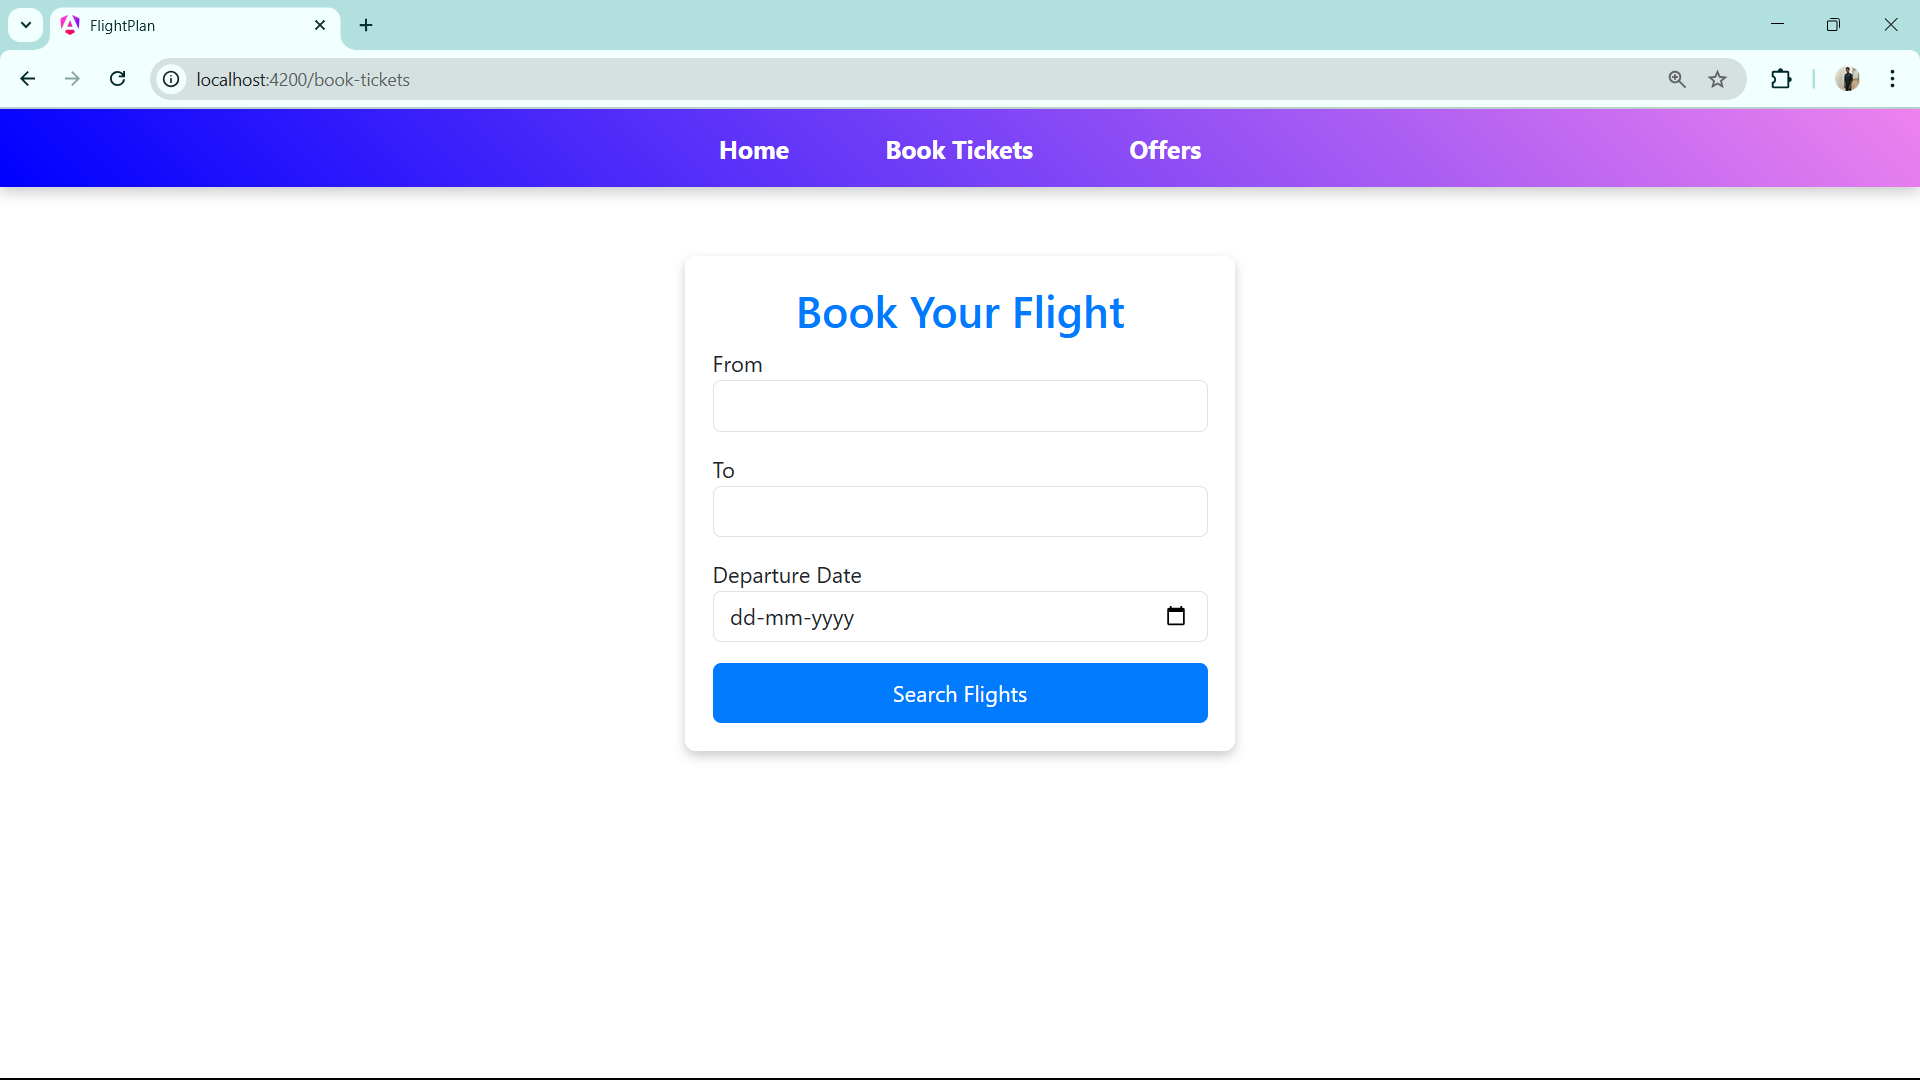 FlightPlan
localhost:4200/book-tickets
Home Book Tickets Offers
Book Your Flight
From
To
Departure Date
dd-mm-yyyy
Search Flights